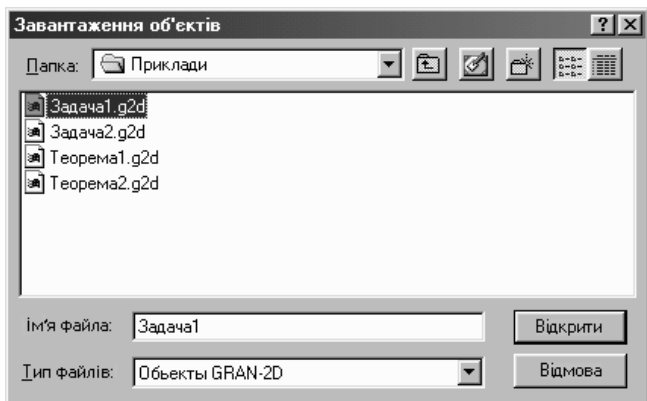 Завантаження об'єктів
Папка: Приклади
Задача1.g2d
Задача2.g2d
Теорема1.g2d
Теорема2.g2d
Ім'я файла: Задача1 Відкрити
Тип файлів: Обьекты GRAN-2D Відмова